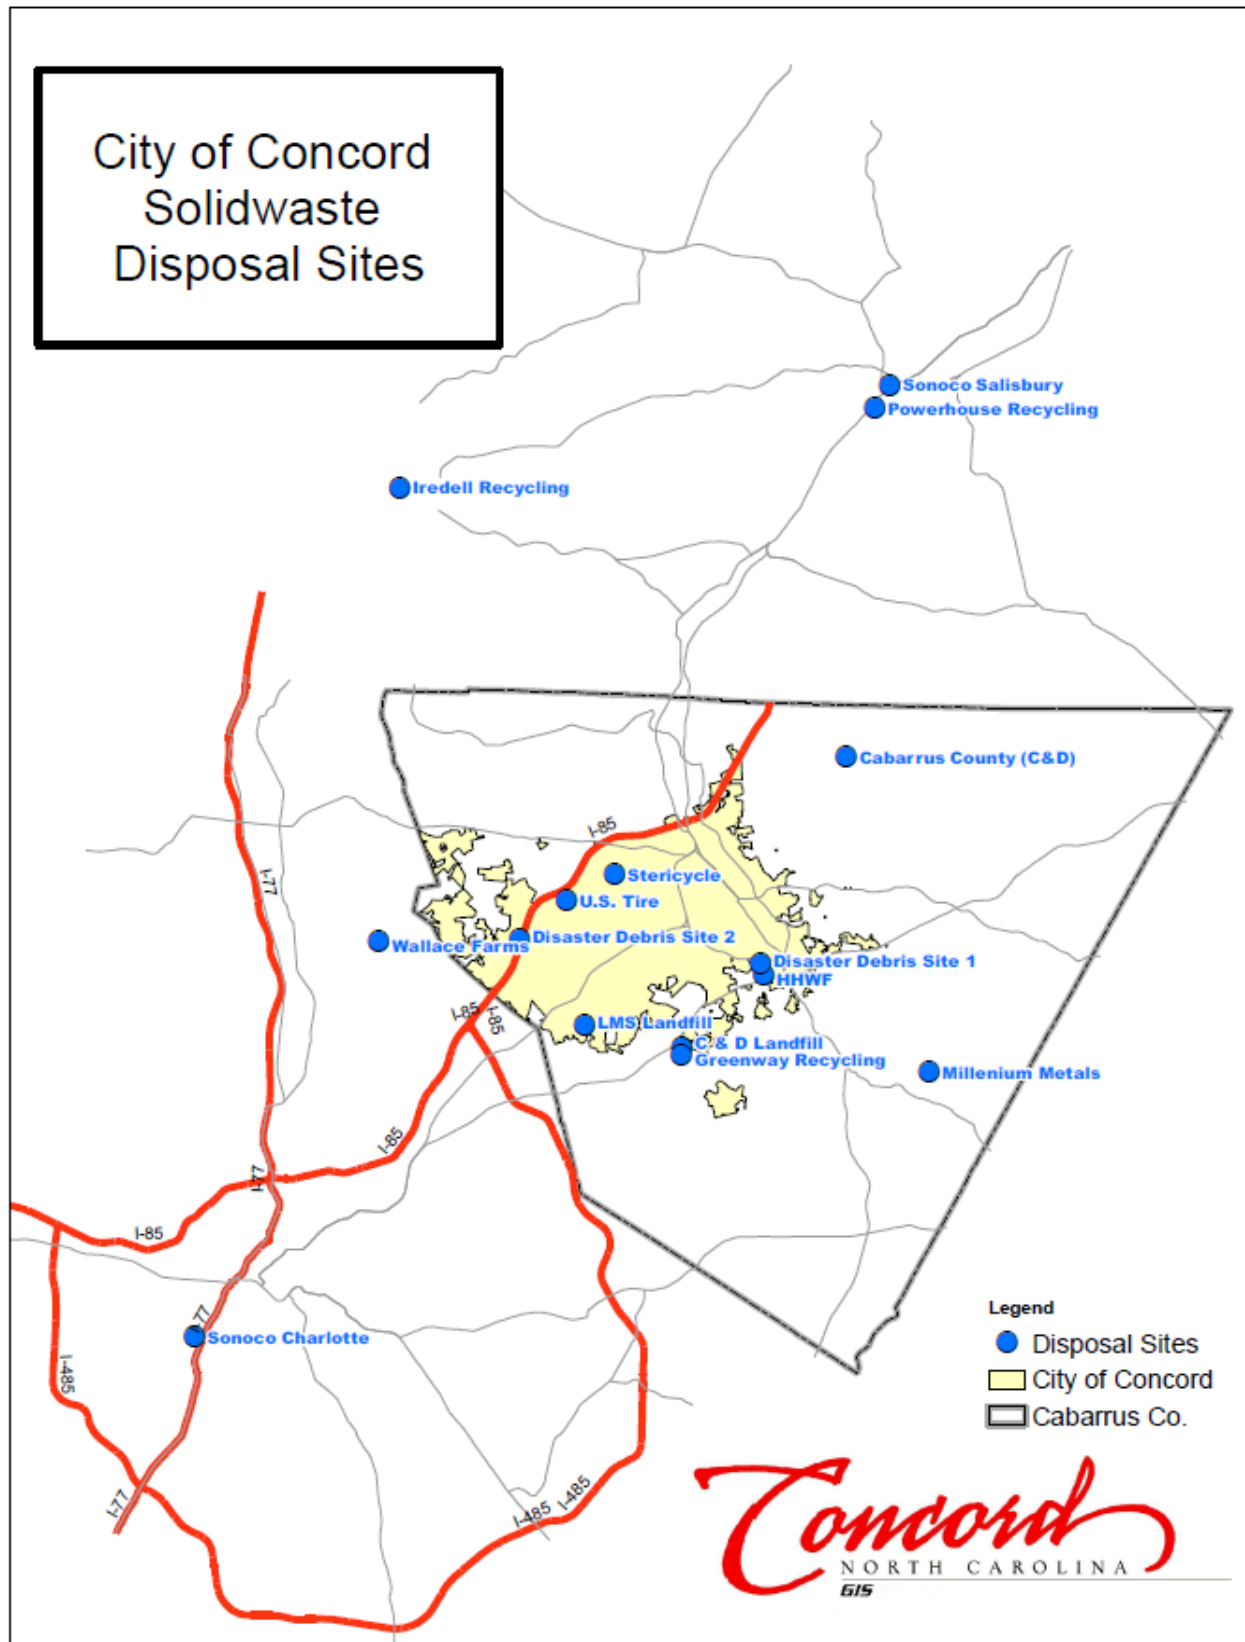 City of Concord
Solidwaste
Disposal Sites
Sonoco Salisbury
Powerhouse Recycling
Iredell Recycling
Cabarrus County (C&D)
I-85
I-77
Stericycle
U.S. Tire
Disaster Debris Site 2
Wallace Farms
Disaster Debris Site 1
HHWF
I-85
I-85
LMS Landfill
C & D Landfill
Greenway Recycling
Millenium Metals
I-85
I-77
I-85
I-77
Sonoco Charlotte
I-485
I-77
I-485
I-485
Legend
Disposal Sites
City of Concord
Cabarrus Co.
Concord
NORTH CAROLINA
GIS